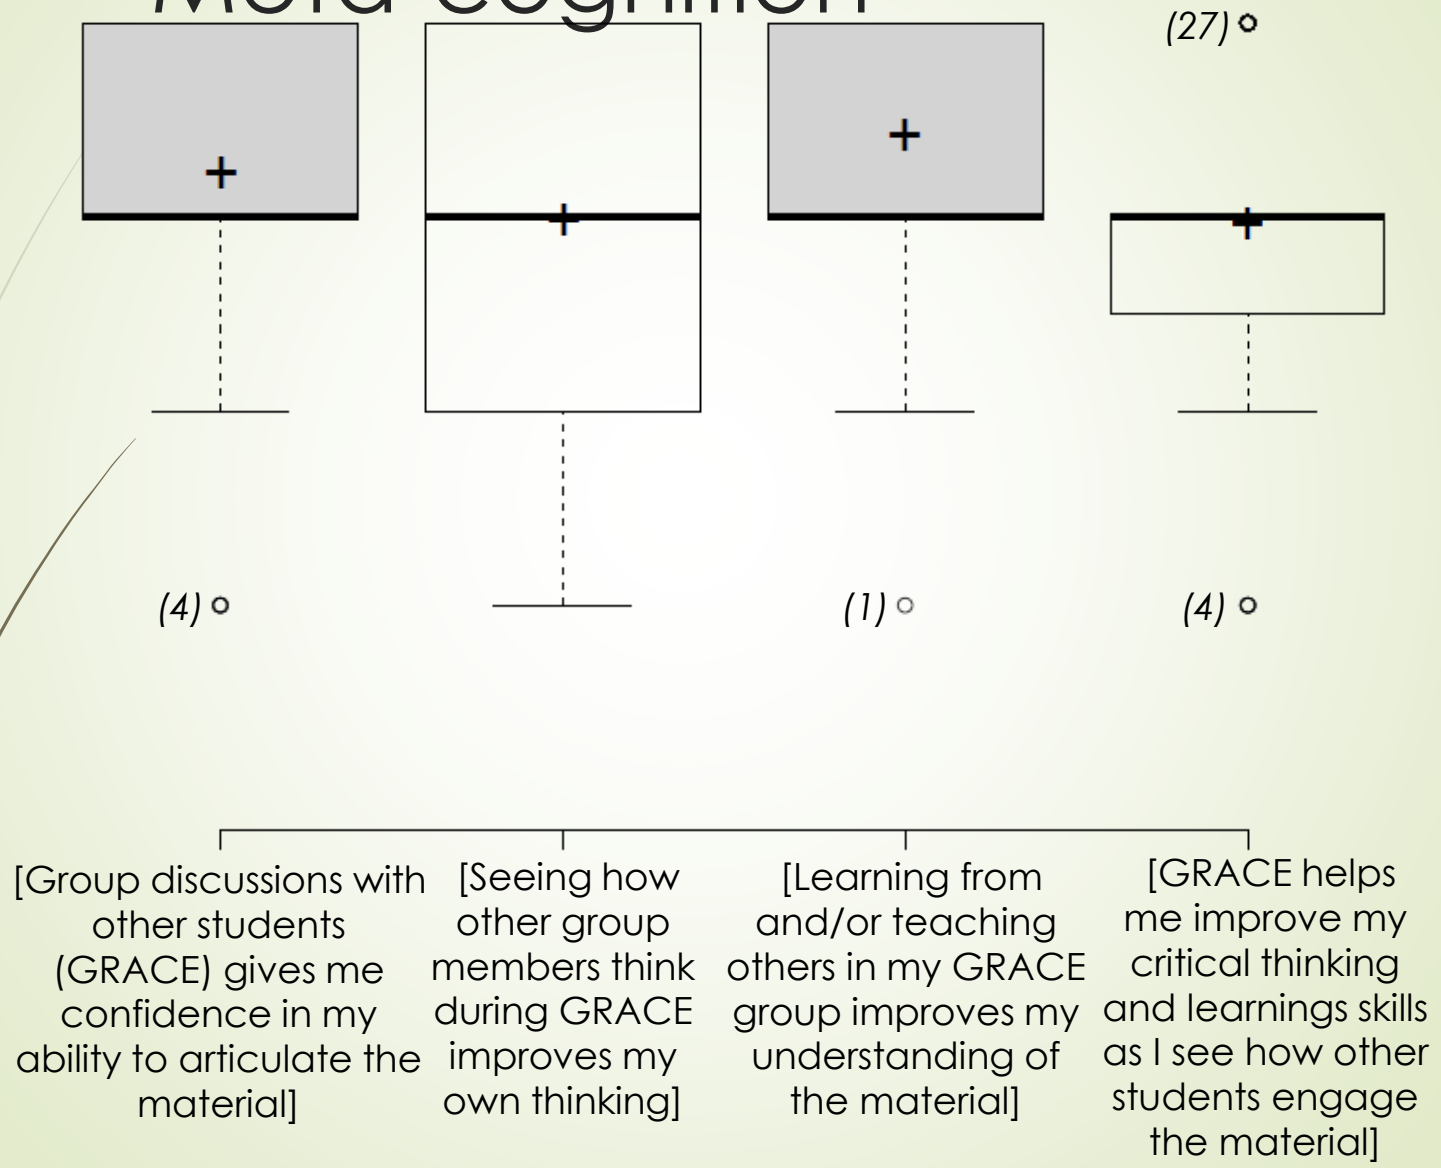 Meta-cognition
(27)
(4)
(1)
(4)
[Group discussions with
other students
(GRACE) gives me
confidence in my
ability to articulate the
material]
[Seeing how
other group
members think
during GRACE
improves my
own thinking]
[Learning from
and/or teaching
others in my GRACE
group improves my
understanding of
the material]
[GRACE helps
me improve my
critical thinking
and learnings skills
as I see how other
students engage
the material]